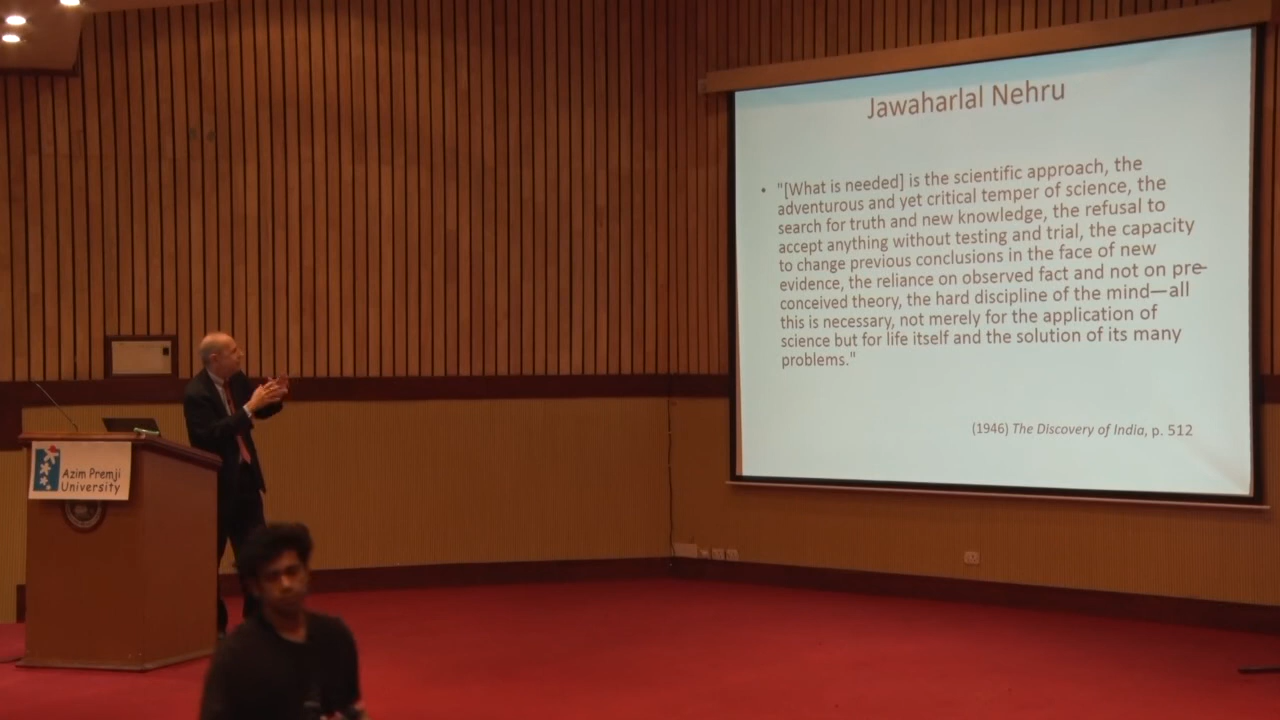 Jawaharlal Nehru
• "[What is needed] is the scientific approach, the
adventurous and yet critical temper of science, the
search for truth and new knowledge, the refusal to
accept anything without testing and trial, the capacity
to change previous conclusions in the face of new
evidence, the reliance on observed fact and not on pre-
conceived theory, the hard discipline of the mind—all
this is necessary, not merely for the application of
science but for life itself and the solution of its many
problems."
(1946) The Discovery of India, p. 512
Azim Premji
University